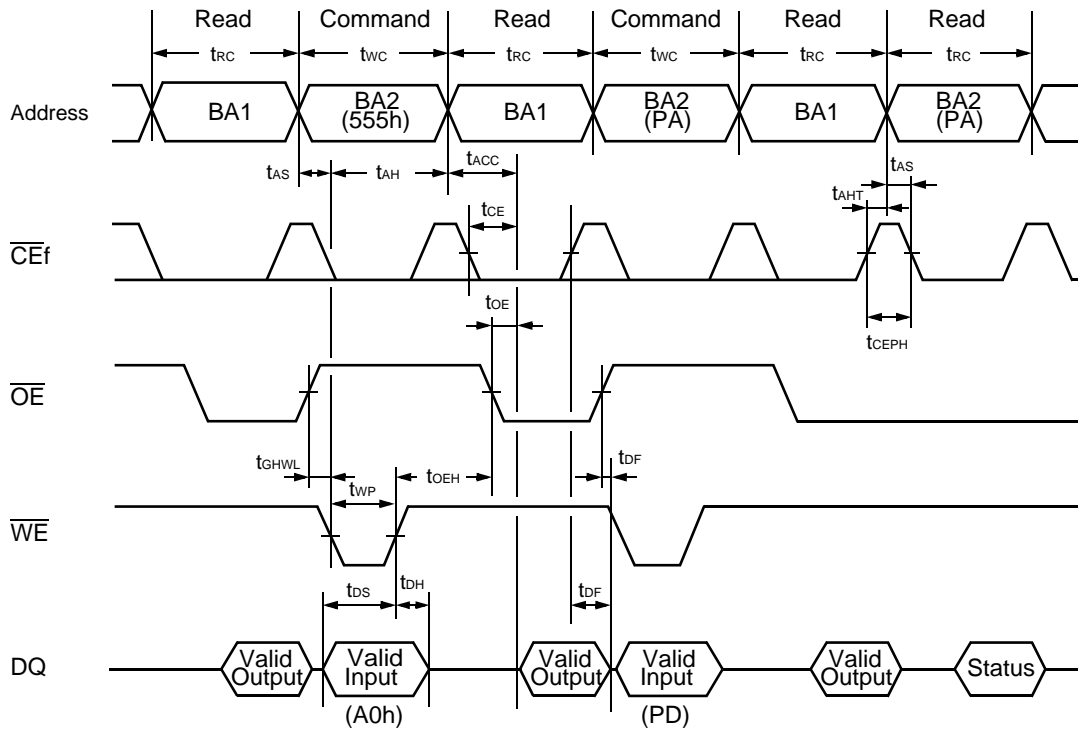 Read Command Read Command Read Read
tRC tWC tRC tWC tRC tRC
Address BA1 BA2 (555h) BA1 BA2 (PA) BA1 BA2 (PA)
tAS tAH tACC tAS
tAHT
tCE
CEf
tOE
tCEPH
OE
tGHWL tWP tOEH tDF
WE
tDS tDH tDF
DQ Valid Output Valid Input Valid Output Valid Input Valid Output Status
(A0h) (PD)